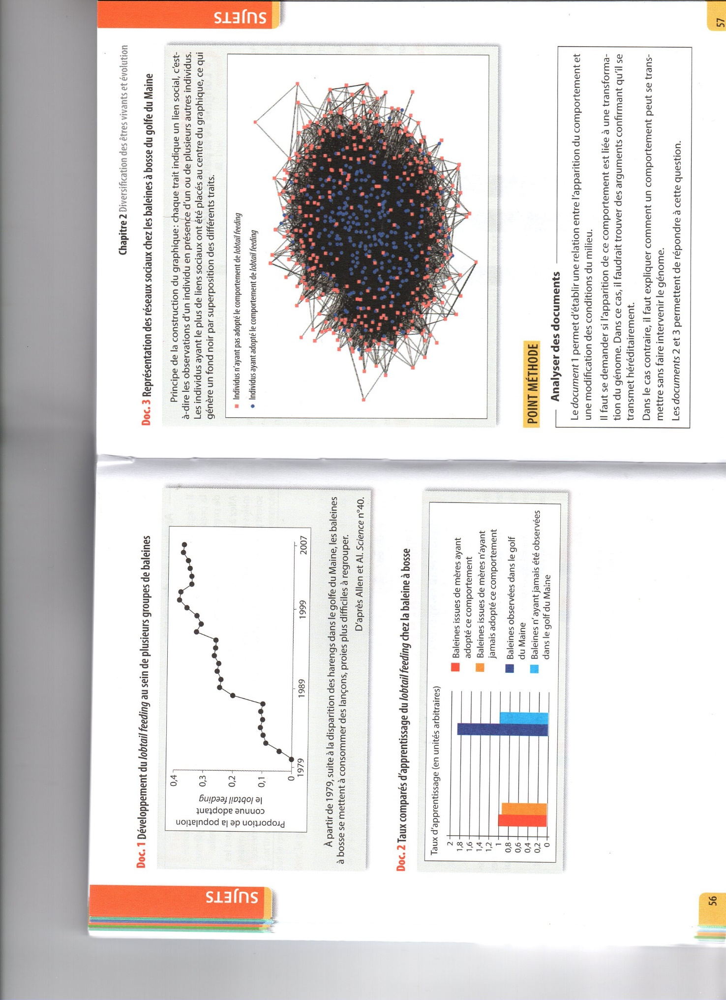 SUJETS
Doc. 1 Développement du lobtail feeding au sein de plusieurs groupes de baleines
Proportion de la population
connue adoptant
le lobtail feeding
0,4
0,3
0,2
0,1
0
1979
1989
1999
2007
À partir de 1979, suite à la disparition des harengs dans le golfe du Maine, les baleines
à bosse se mettent à consommer des lançons, proies plus difficiles à regrouper.
D'après Allen et Al. Science n°40.
Doc. 2 Taux comparés d'apprentissage du lobtail feeding chez la baleine à bosse
Taux d'apprentissage (en unités arbitraires)
2
1,8
1,6
1,4
1,2
1
0,8
0,6
0,4
0,2
0
Baleines issues de mères ayant
adopté ce comportement
Baleines issues de mères n'ayant
jamais adopté ce comportement
Baleines observées dans le golf
du Maine
Baleines n'ayant jamais été observées
dans le golf du Maine
56
Chapitre 2 Diversification des êtres vivants et évolution
SUJETS
Doc. 3 Représentation des réseaux sociaux chez les baleines à bosse du golfe du Maine
Principe de la construction du graphique : chaque trait indique un lien social, c'est-
à-dire les observations d'un individu en présence d'un ou de plusieurs autres individus.
Les individus ayant le plus de liens sociaux ont été placés au centre du graphique, ce qui
génère un fond noir par superposition des différents traits.
Individus n'ayant pas adopté le comportement de lobtail feeding
Individus ayant adopté le comportement de lobtail feeding
POINT MÉTHODE
Analyser des documents
Le document 1 permet d'établir une relation entre l'apparition du comportement et
une modification des conditions du milieu.
Il faut se demander si l'apparition de ce comportement est liée à une transforma-
tion du génome. Dans ce cas, il faudrait trouver des arguments confirmant qu'il se
transmet héréditairement.
Dans le cas contraire, il faut expliquer comment un comportement peut se trans-
mettre sans faire intervenir le génome.
Les documents 2 et 3 permettent de répondre à cette question.
57